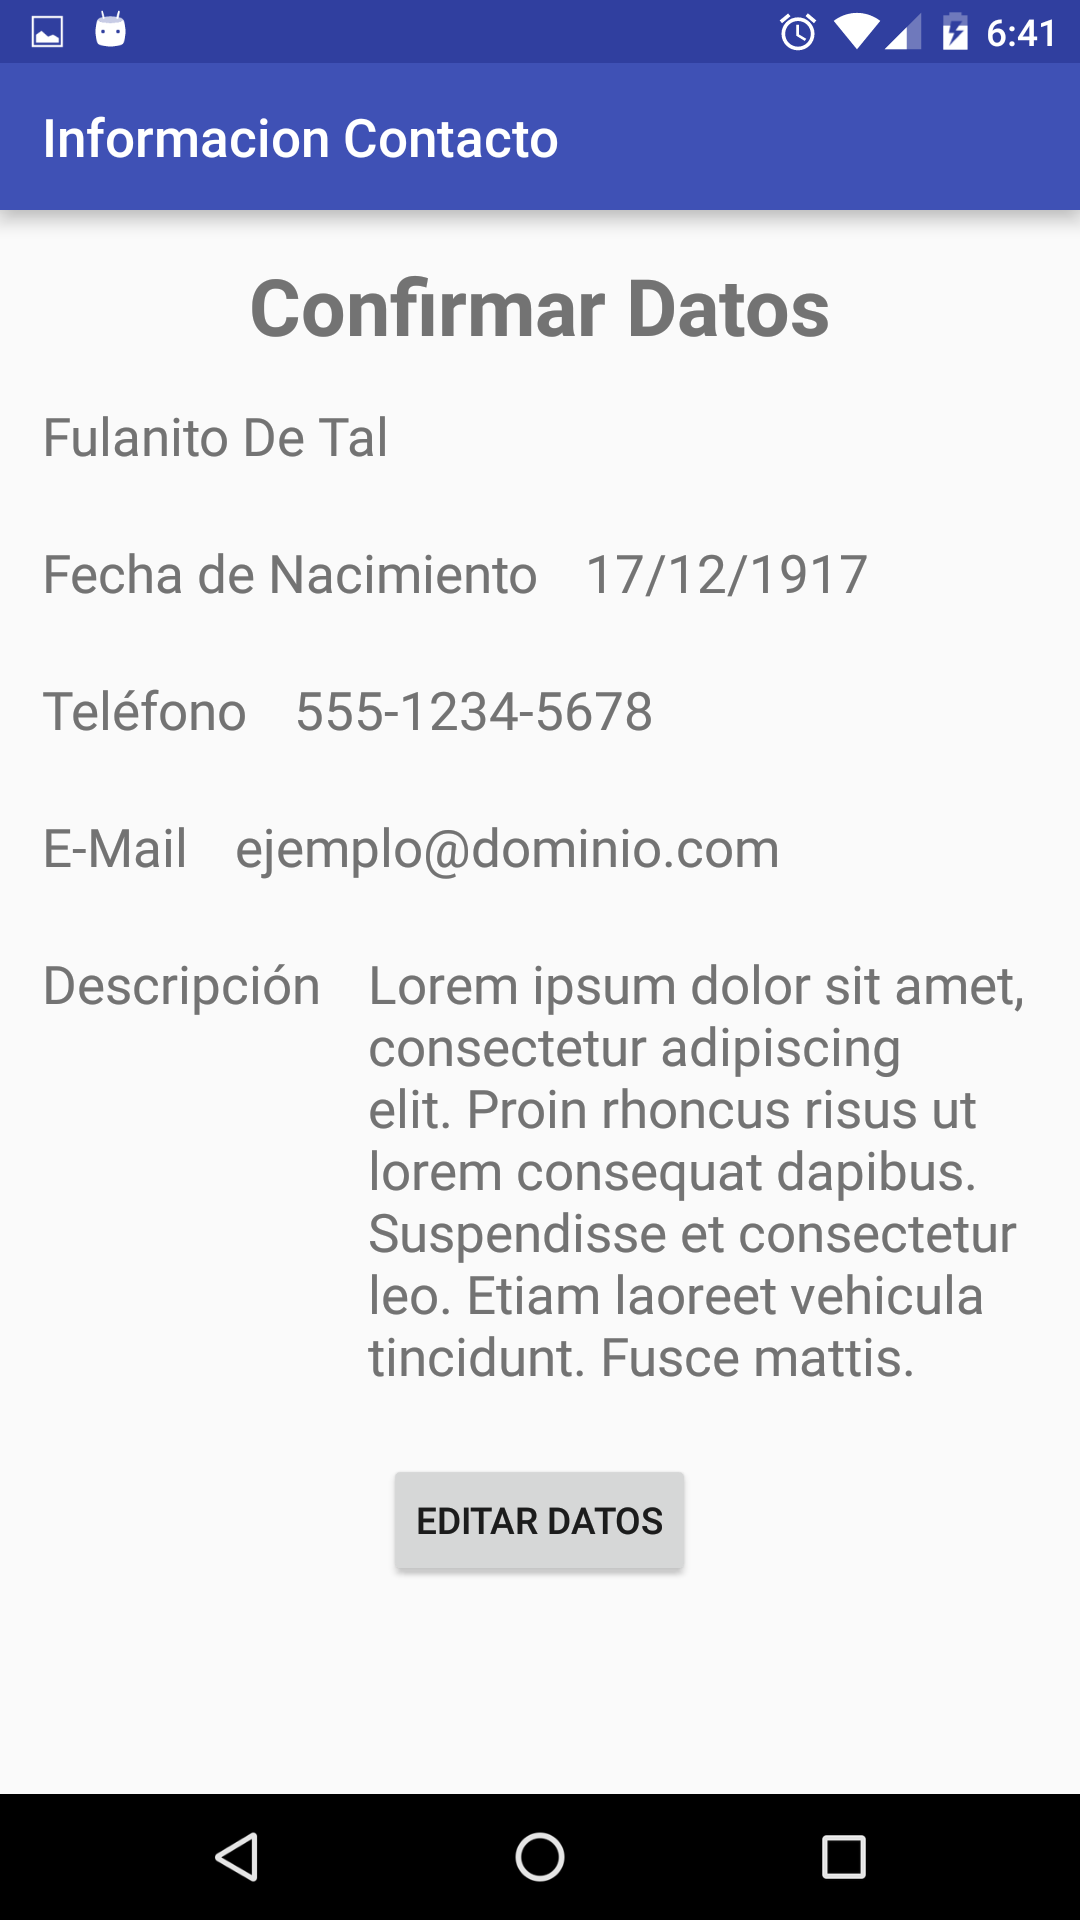 6:41
Informacion Contacto
Confirmar Datos
Fulanito De Tal
Fecha de Nacimiento 17/12/1917
Teléfono 555-1234-5678
E-Mail ejemplo@dominio.com
Descripción Lorem ipsum dolor sit amet,
consectetur adipiscing
elit. Proin rhoncus risus ut
lorem consequat dapibus.
Suspendisse et consectetur
leo. Etiam laoreet vehicula
tincidunt. Fusce mattis.
EDITAR DATOS